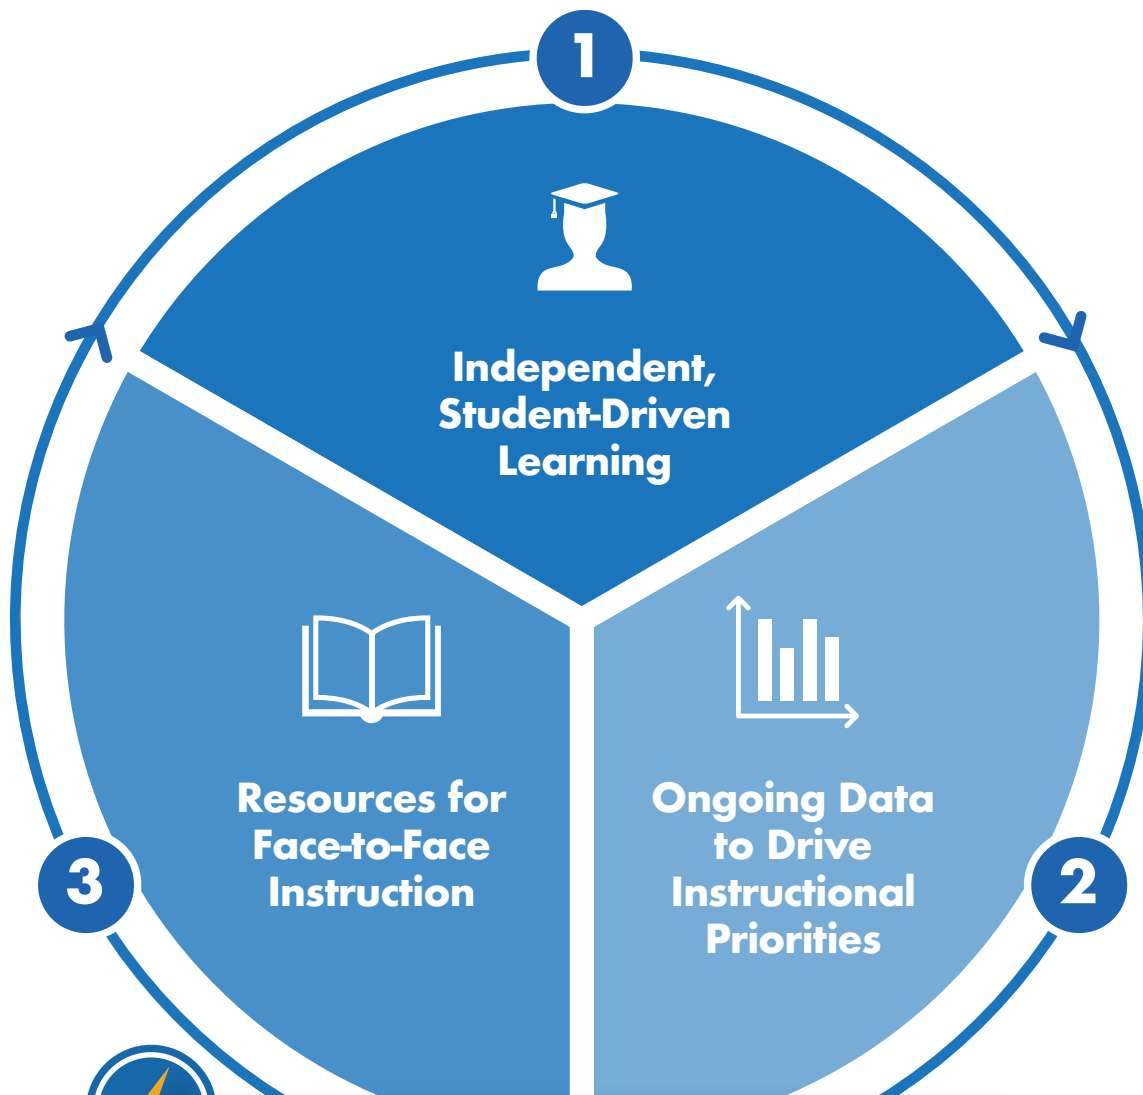 1
Independent,
Student-Driven
Learning
Ongoing Data
to Drive
Instructional
Priorities
2
Resources for
Face-to-Face
Instruction
3